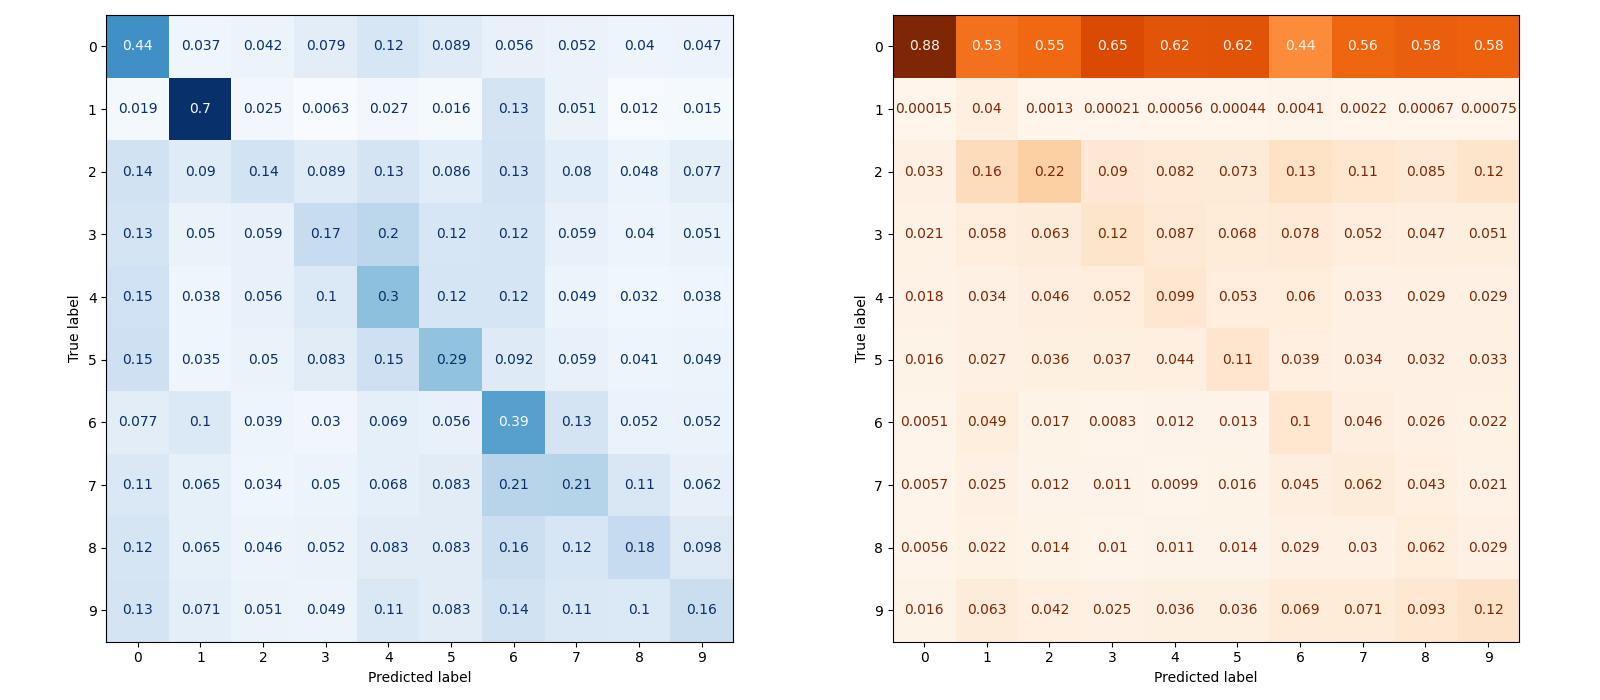 0 0.44 0.037 0.042 0.079 0.12 0.089 0.056 0.052 0.04 0.047
1 0.019 0.7 0.025 0.0063 0.027 0.016 0.13 0.051 0.012 0.015
2 0.14 0.09 0.14 0.089 0.13 0.086 0.13 0.08 0.048 0.077
3 0.13 0.05 0.059 0.17 0.2 0.12 0.12 0.059 0.04 0.051
4 0.15 0.038 0.056 0.1 0.3 0.12 0.12 0.049 0.032 0.038
5 0.15 0.035 0.05 0.083 0.15 0.29 0.092 0.059 0.041 0.049
6 0.077 0.1 0.039 0.03 0.069 0.056 0.39 0.13 0.052 0.052
7 0.11 0.065 0.034 0.05 0.068 0.083 0.21 0.21 0.11 0.062
8 0.12 0.065 0.046 0.052 0.083 0.083 0.16 0.12 0.18 0.098
9 0.13 0.071 0.051 0.049 0.11 0.083 0.14 0.11 0.1 0.16
0 1 2 3 4 5 6 7 8 9
Predicted label
True label
0 0.88 0.53 0.55 0.65 0.62 0.62 0.44 0.56 0.58 0.58
1 0.00015 0.04 0.0013 0.00021 0.00056 0.00044 0.0041 0.0022 0.00067 0.00075
2 0.033 0.16 0.22 0.09 0.082 0.073 0.13 0.11 0.085 0.12
3 0.021 0.058 0.063 0.12 0.087 0.068 0.078 0.052 0.047 0.051
4 0.018 0.034 0.046 0.052 0.099 0.053 0.06 0.033 0.029 0.029
5 0.016 0.027 0.036 0.037 0.044 0.11 0.039 0.034 0.032 0.033
6 0.0051 0.049 0.017 0.0083 0.012 0.013 0.1 0.046 0.026 0.022
7 0.0057 0.025 0.012 0.011 0.0099 0.016 0.045 0.062 0.043 0.021
8 0.0056 0.022 0.014 0.01 0.011 0.014 0.029 0.03 0.062 0.029
9 0.016 0.063 0.042 0.025 0.036 0.036 0.069 0.071 0.093 0.12
0 1 2 3 4 5 6 7 8 9
Predicted label
True label